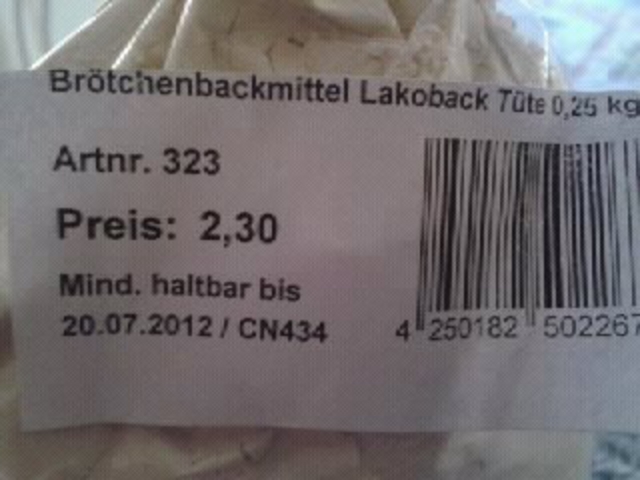 Brötchenbackmittel Lakoback Tüte 0,25 kg
Artnr. 323
Preis: 2,30
Mind. haltbar bis
20.07.2012 / CN434
4 250182 502267